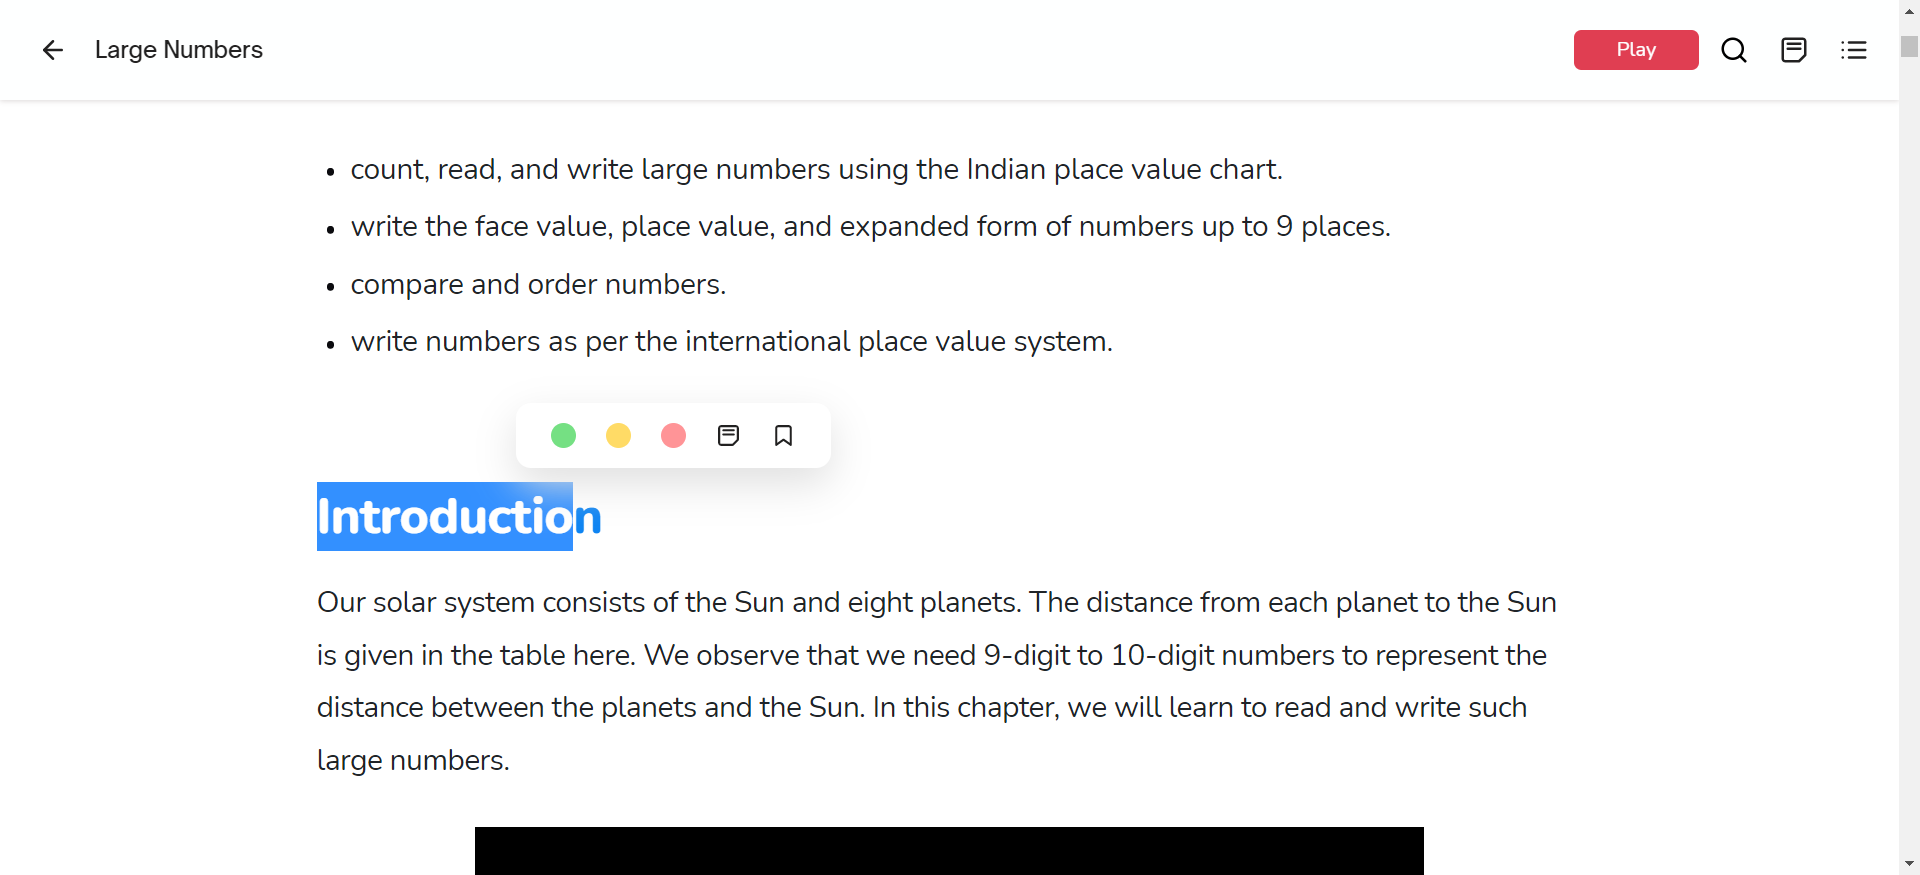 Large Numbers
Play
count, read, and write large numbers using the Indian place value chart.
write the face value, place value, and expanded form of numbers up to 9 places.
compare and order numbers.
write numbers as per the international place value system.
Introduction
Our solar system consists of the Sun and eight planets. The distance from each planet to the Sun
is given in the table here. We observe that we need 9-digit to 10-digit numbers to represent the
distance between the planets and the Sun. In this chapter, we will learn to read and write such
large numbers.